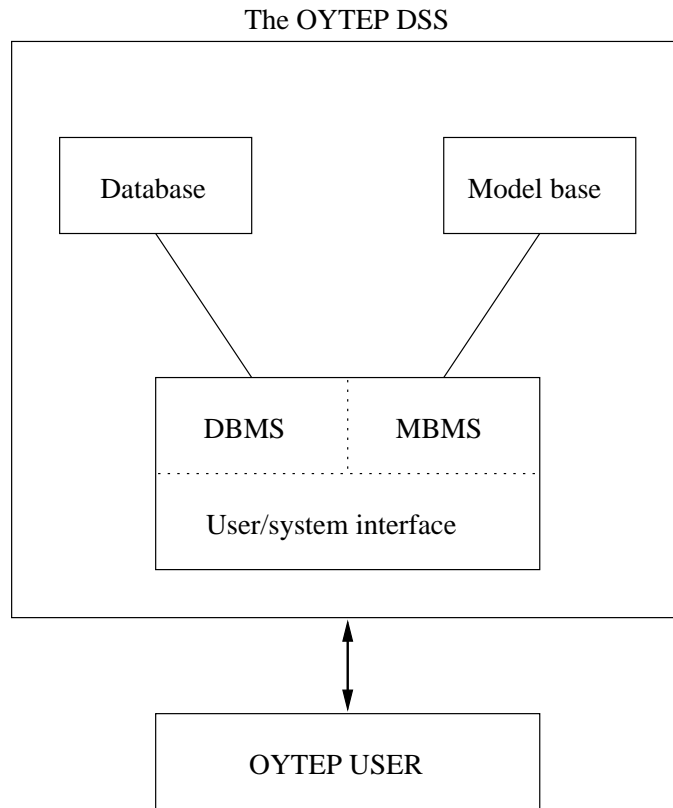 The OYTEP DSS
Database
Model base
DBMS
MBMS
User/system interface
OYTEP USER